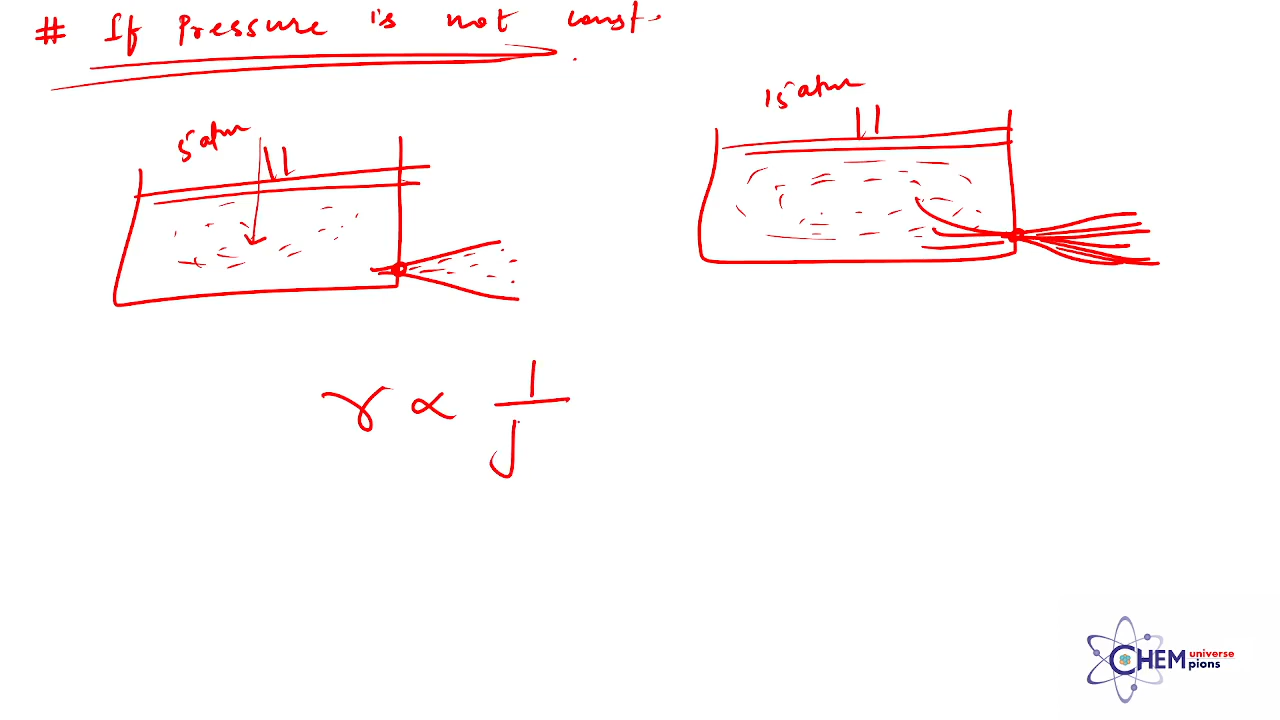 # If Pressure is not const.
5 atm
15 atm
r ∝ 1/√
CHEM universe
pions